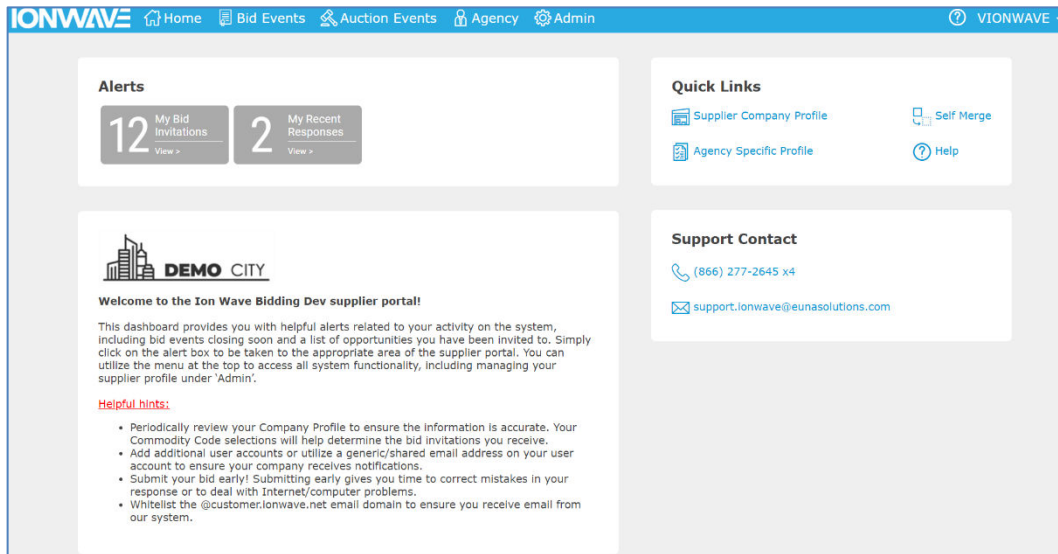 IONWAVE Home Bid Events Auction Events Agency Admin VIONWAVE
Alerts
12 My Bid Invitations View >
2 My Recent Responses View >
Quick Links
Supplier Company Profile
Self Merge
Agency Specific Profile
Help
DEMO CITY
Welcome to the Ion Wave Bidding Dev supplier portal!
This dashboard provides you with helpful alerts related to your activity on the system,
including bid events closing soon and a list of opportunities you have been invited to. Simply
click on the alert box to be taken to the appropriate area of the supplier portal. You can
utilize the menu at the top to access all system functionality, including managing your
supplier profile under ‘Admin’.
Helpful hints:
• Periodically review your Company Profile to ensure the information is accurate. Your
Commodity Code selections will help determine the bid invitations you receive.
• Add additional user accounts or utilize a generic/shared email address on your user
account to ensure your company receives notifications.
• Submit your bid early! Submitting early gives you time to correct mistakes in your
response or to deal with Internet/computer problems.
• Whitelist the @customer.ionwave.net email domain to ensure you receive email from
our system.
Support Contact
(866) 277-2645 x4
support.ionwave@eunasolutions.com